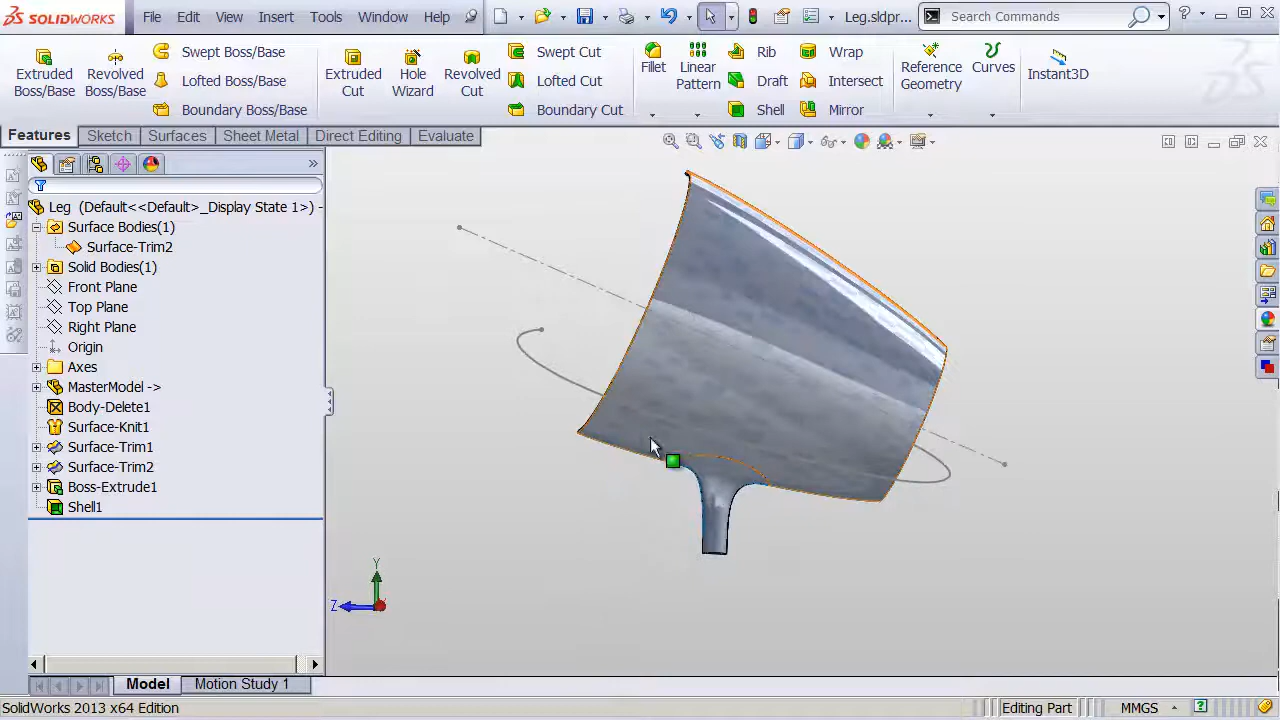 SOLIDWORKS File Edit View Insert Tools Window Help Leg.sldpr... Search Commands ?
Extruded Boss/Base Revolved Boss/Base Swept Boss/Base Lofted Boss/Base Boundary Boss/Base Extruded Cut Hole Wizard Revolved Cut Swept Cut Lofted Cut Boundary Cut Fillet Linear Pattern Rib Draft Shell Wrap Intersect Mirror Reference Geometry Curves Instant3D
Features Sketch Surfaces Sheet Metal Direct Editing Evaluate
Leg (Default<<Default>_Display State 1>) -
Surface Bodies(1)
Surface-Trim2
Solid Bodies(1)
Front Plane
Top Plane
Right Plane
Origin
Axes
MasterModel ->
Body-Delete1
Surface-Knit1
Surface-Trim1
Surface-Trim2
Boss-Extrude1
Shell1
Y
Z
Model Motion Study 1
SolidWorks 2013 x64 Edition Editing Part MMGS ?